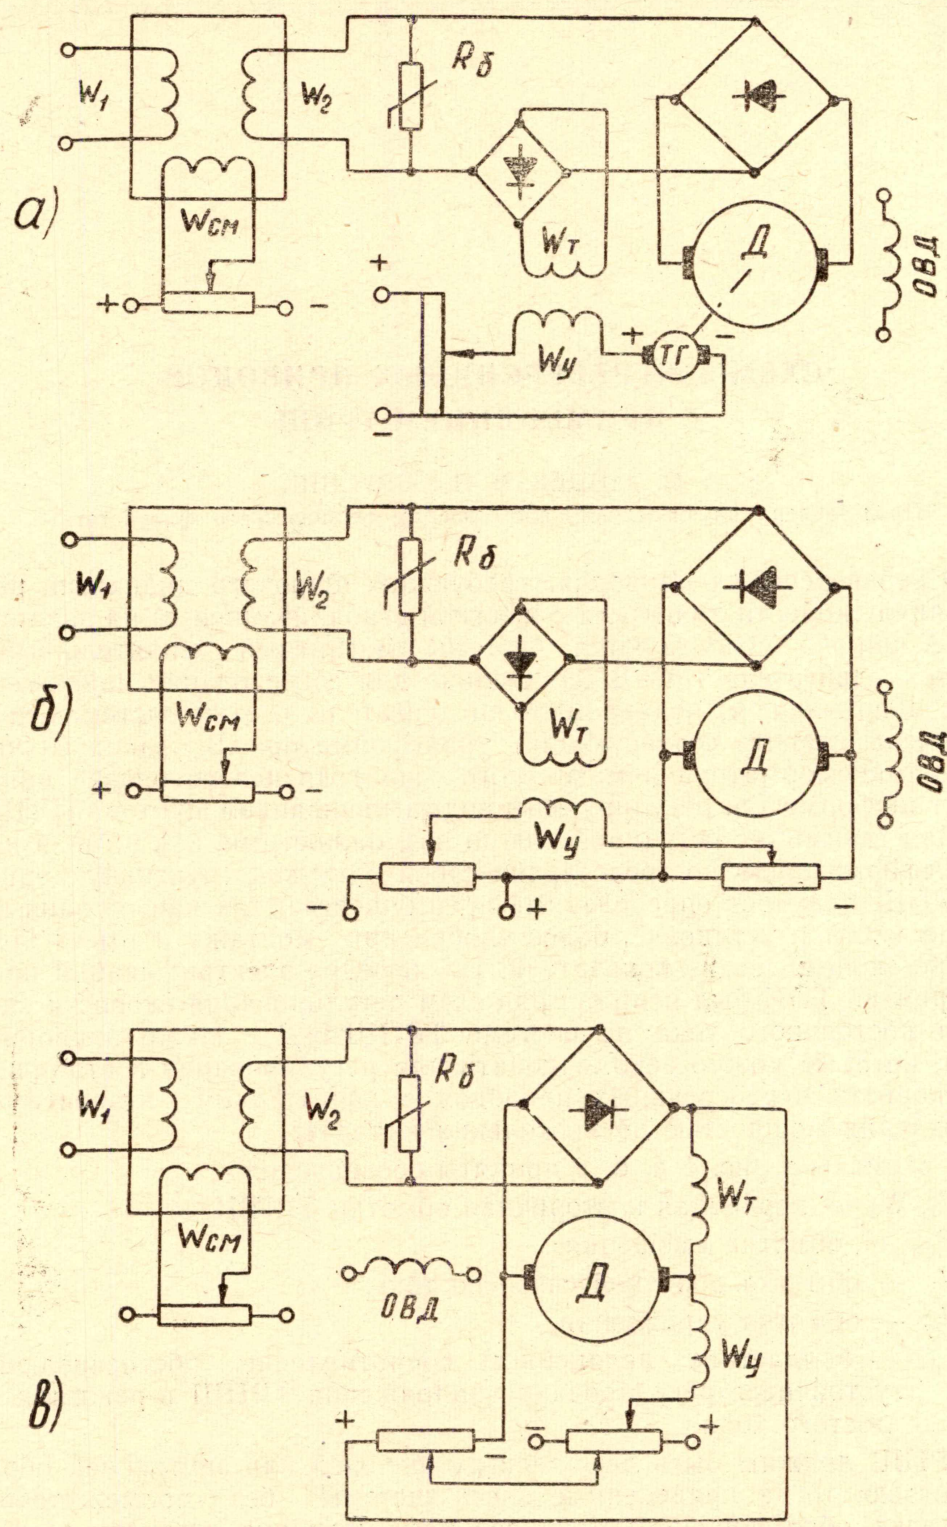 а)
W₁
W₂
Rδ
Wсм
+
-
Wт
Д
ОВД
+
-
Wу
+
ТГ
-
б)
W₁
W₂
Rδ
Wсм
+
-
Wт
Д
ОВД
Wу
-
+
-
в)
W₁
W₂
Rδ
Wсм
Wт
Д
ОВД
Wу
+
-
-
+